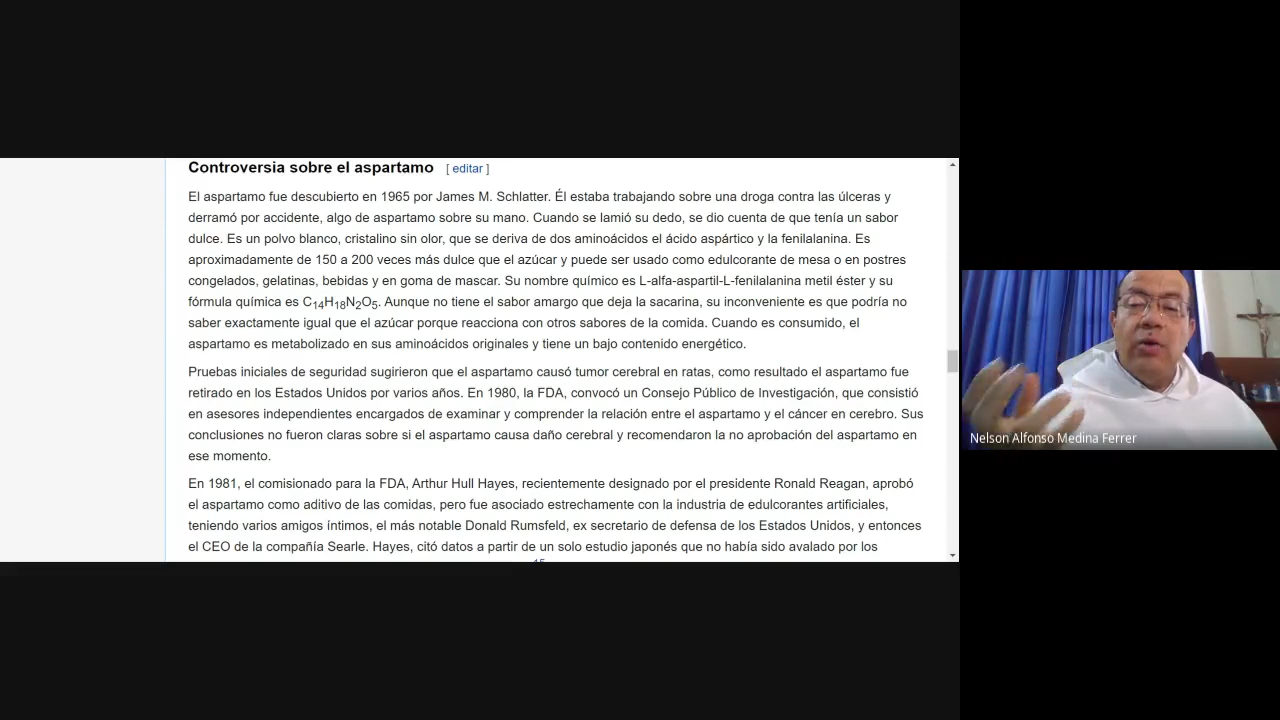 Controversia sobre el aspartamo [ editar ]
El aspartamo fue descubierto en 1965 por James M. Schlatter. Él estaba trabajando sobre una droga contra las úlceras y
derramó por accidente, algo de aspartamo sobre su mano. Cuando se lamió su dedo, se dio cuenta de que tenía un sabor
dulce. Es un polvo blanco, cristalino sin olor, que se deriva de dos aminoácidos el ácido aspártico y la fenilalanina. Es
aproximadamente de 150 a 200 veces más dulce que el azúcar y puede ser usado como edulcorante de mesa o en postres
congelados, gelatinas, bebidas y en goma de mascar. Su nombre químico es L-alfa-aspartil-L-fenilalanina metil éster y su
fórmula química es C14H18N2O5. Aunque no tiene el sabor amargo que deja la sacarina, su inconveniente es que podría no
saber exactamente igual que el azúcar porque reacciona con otros sabores de la comida. Cuando es consumido, el
aspartamo es metabolizado en sus aminoácidos originales y tiene un bajo contenido energético.
Pruebas iniciales de seguridad sugirieron que el aspartamo causó tumor cerebral en ratas, como resultado el aspartamo fue
retirado en los Estados Unidos por varios años. En 1980, la FDA, convocó un Consejo Público de Investigación, que consistió
en asesores independientes encargados de examinar y comprender la relación entre el aspartamo y el cáncer en cerebro. Sus
conclusiones no fueron claras sobre si el aspartamo causa daño cerebral y recomendaron la no aprobación del aspartamo en
ese momento.
En 1981, el comisionado para la FDA, Arthur Hull Hayes, recientemente designado por el presidente Ronald Reagan, aprobó
el aspartamo como aditivo de las comidas, pero fue asociado estrechamente con la industria de edulcorantes artificiales,
teniendo varios amigos íntimos, el más notable Donald Rumsfeld, ex secretario de defensa de los Estados Unidos, y entonces
el CEO de la compañía Searle. Hayes, citó datos a partir de un solo estudio japonés que no había sido avalado por los
Nelson Alfonso Medina Ferrer